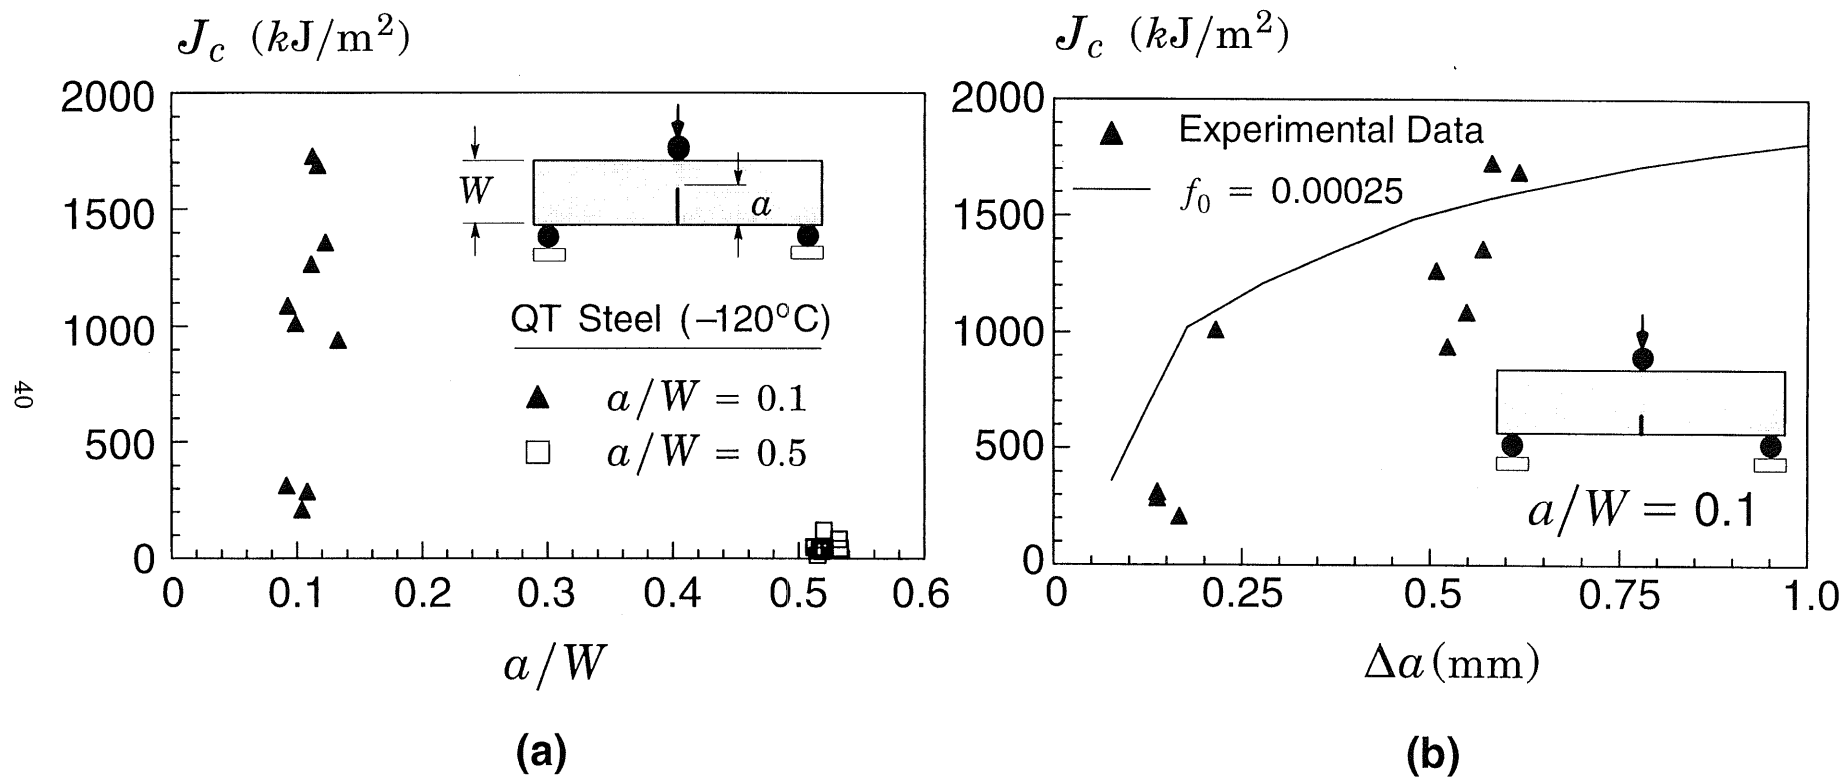 J_c (kJ/m²)
2000
1500
1000
500
0
0 0.1 0.2 0.3 0.4 0.5 0.6
a/W
W
a
QT Steel (–120°C)
a/W = 0.1
a/W = 0.5
(a)
J_c (kJ/m²)
2000
1500
1000
500
0
0 0.25 0.5 0.75 1.0
Δa (mm)
Experimental Data
f₀ = 0.00025
a/W = 0.1
(b)
40